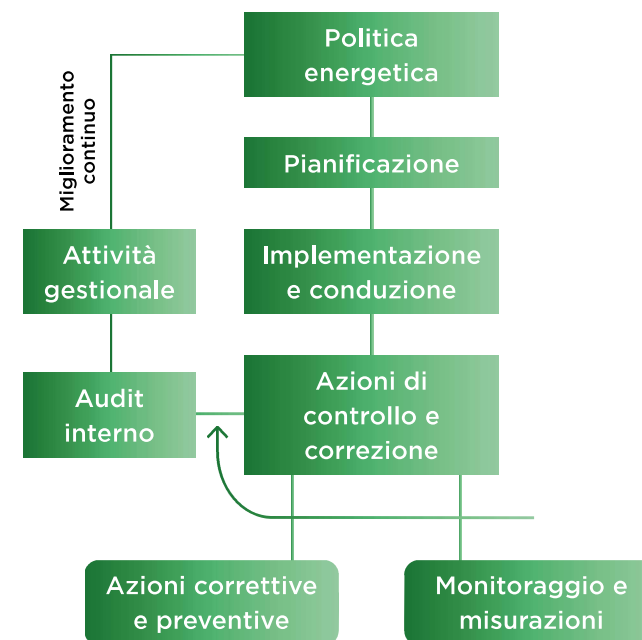 Politica
energetica
Miglioramento
continuo
Pianificazione
Attività
gestionale
Implementazione
e conduzione
Audit
interno
Azioni di
controllo e
correzione
Azioni correttive
e preventive
Monitoraggio e
misurazioni